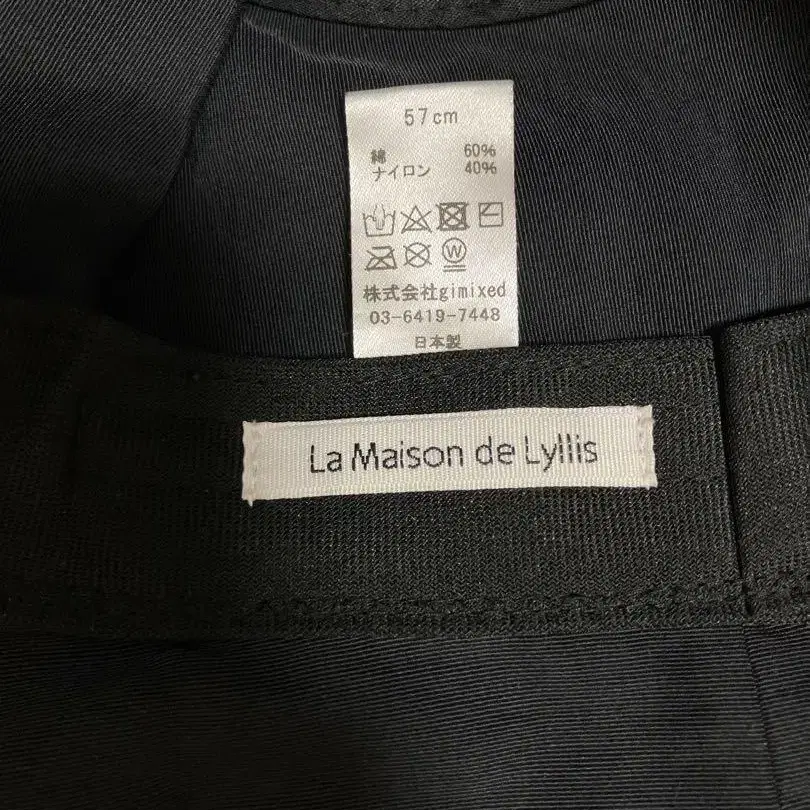 57cm
綿 60%
ナイロン 40%
W
株式会社gimixed
03-6419-7448
日本製
La Maison de Lyllis